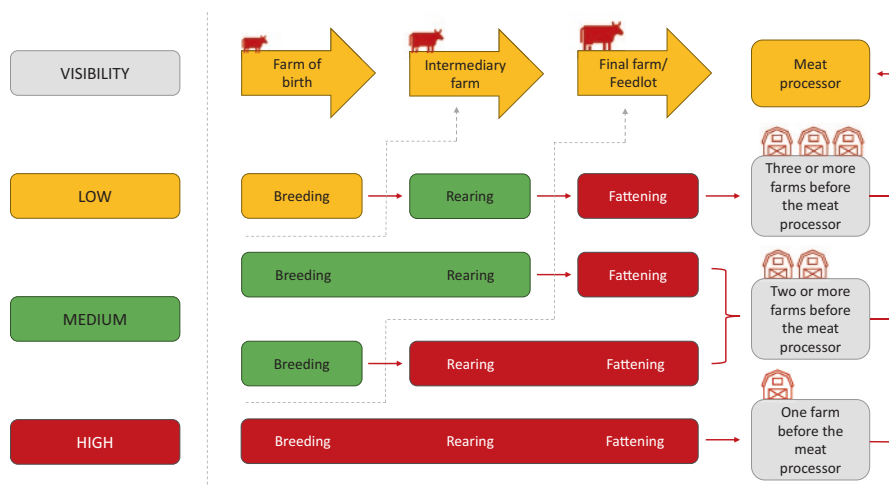 VISIBILITY
Farm of
birth
Intermediary
farm
Final farm/
Feedlot
Meat
processor
LOW
Breeding
Rearing
Fattening
Three or more
farms before
the meat
processor
MEDIUM
Breeding
Rearing
Fattening
Two or more
farms before
the meat
processor
Breeding
Rearing
Fattening
HIGH
Breeding
Rearing
Fattening
One farm
before the
meat
processor